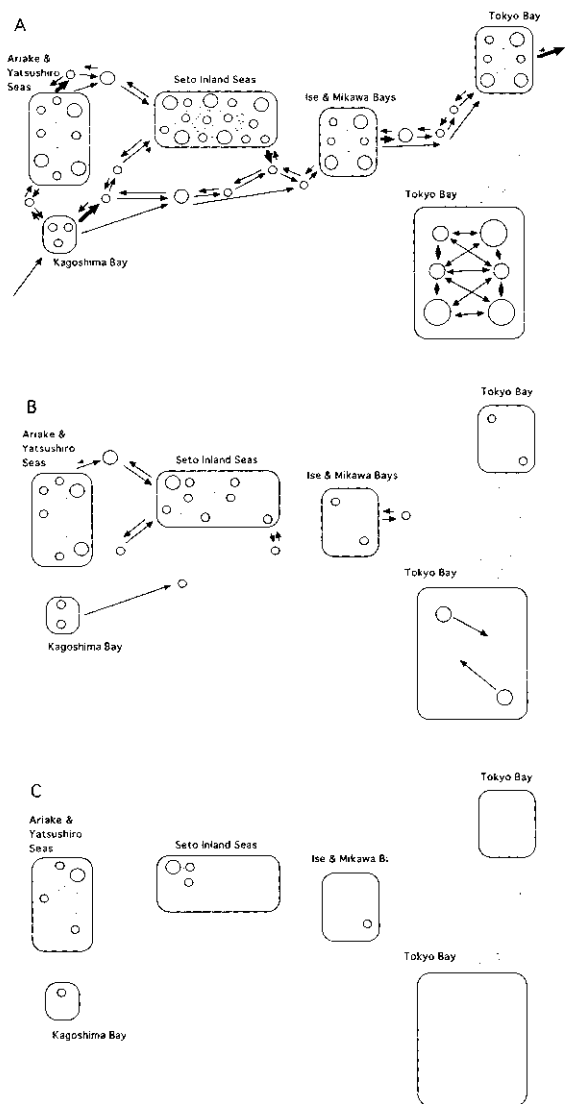 A
Tokyo Bay
Ariake &
Yatsushiro
Seas
Seto Inland Seas
Ise & Mikawa Bays
Tokyo Bay
Kagoshima Bay
B
Tokyo Bay
Ariake &
Yatsushiro
Seas
Seto Inland Seas
Ise & Mikawa Bays
Tokyo Bay
Kagoshima Bay
C
Tokyo Bay
Ariake &
Yatsushiro
Seas
Seto Inland Seas
Ise & Mikawa B
Tokyo Bay
Kagoshima Bay